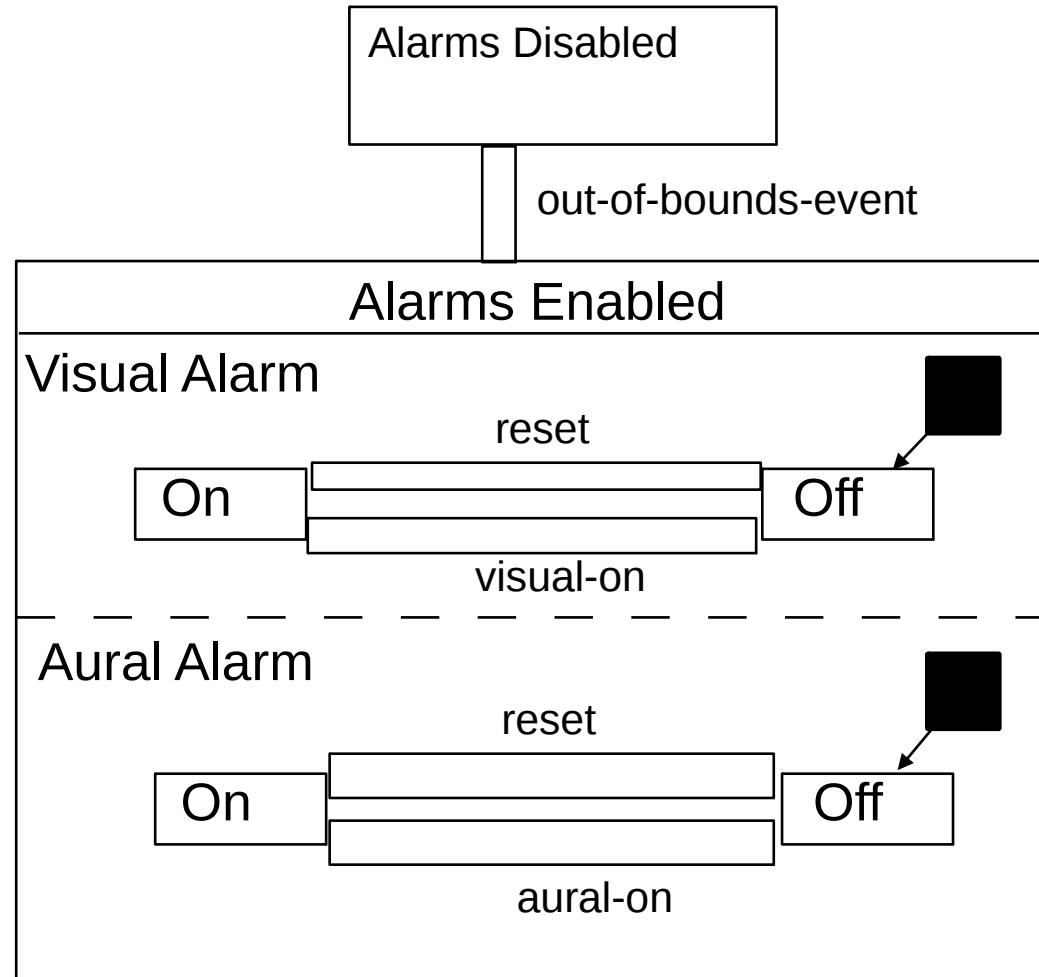 Alarms Disabled
out-of-bounds-event
Alarms Enabled
Visual Alarm
reset
On
Off
visual-on
Aural Alarm
reset
On
Off
aural-on